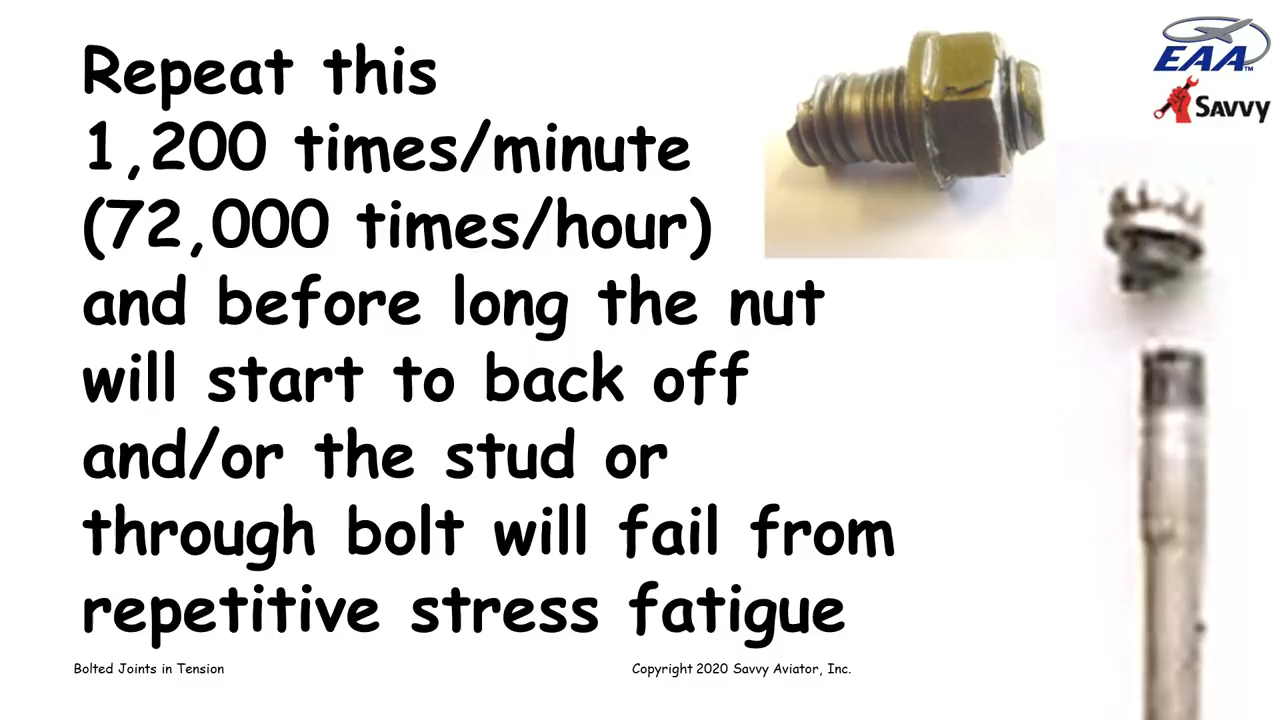 Repeat this
1,200 times/minute
(72,000 times/hour)
and before long the nut
will start to back off
and/or the stud or
through bolt will fail from
repetitive stress fatigue
EAA™
Savvy
Bolted Joints in Tension
Copyright 2020 Savvy Aviator, Inc.